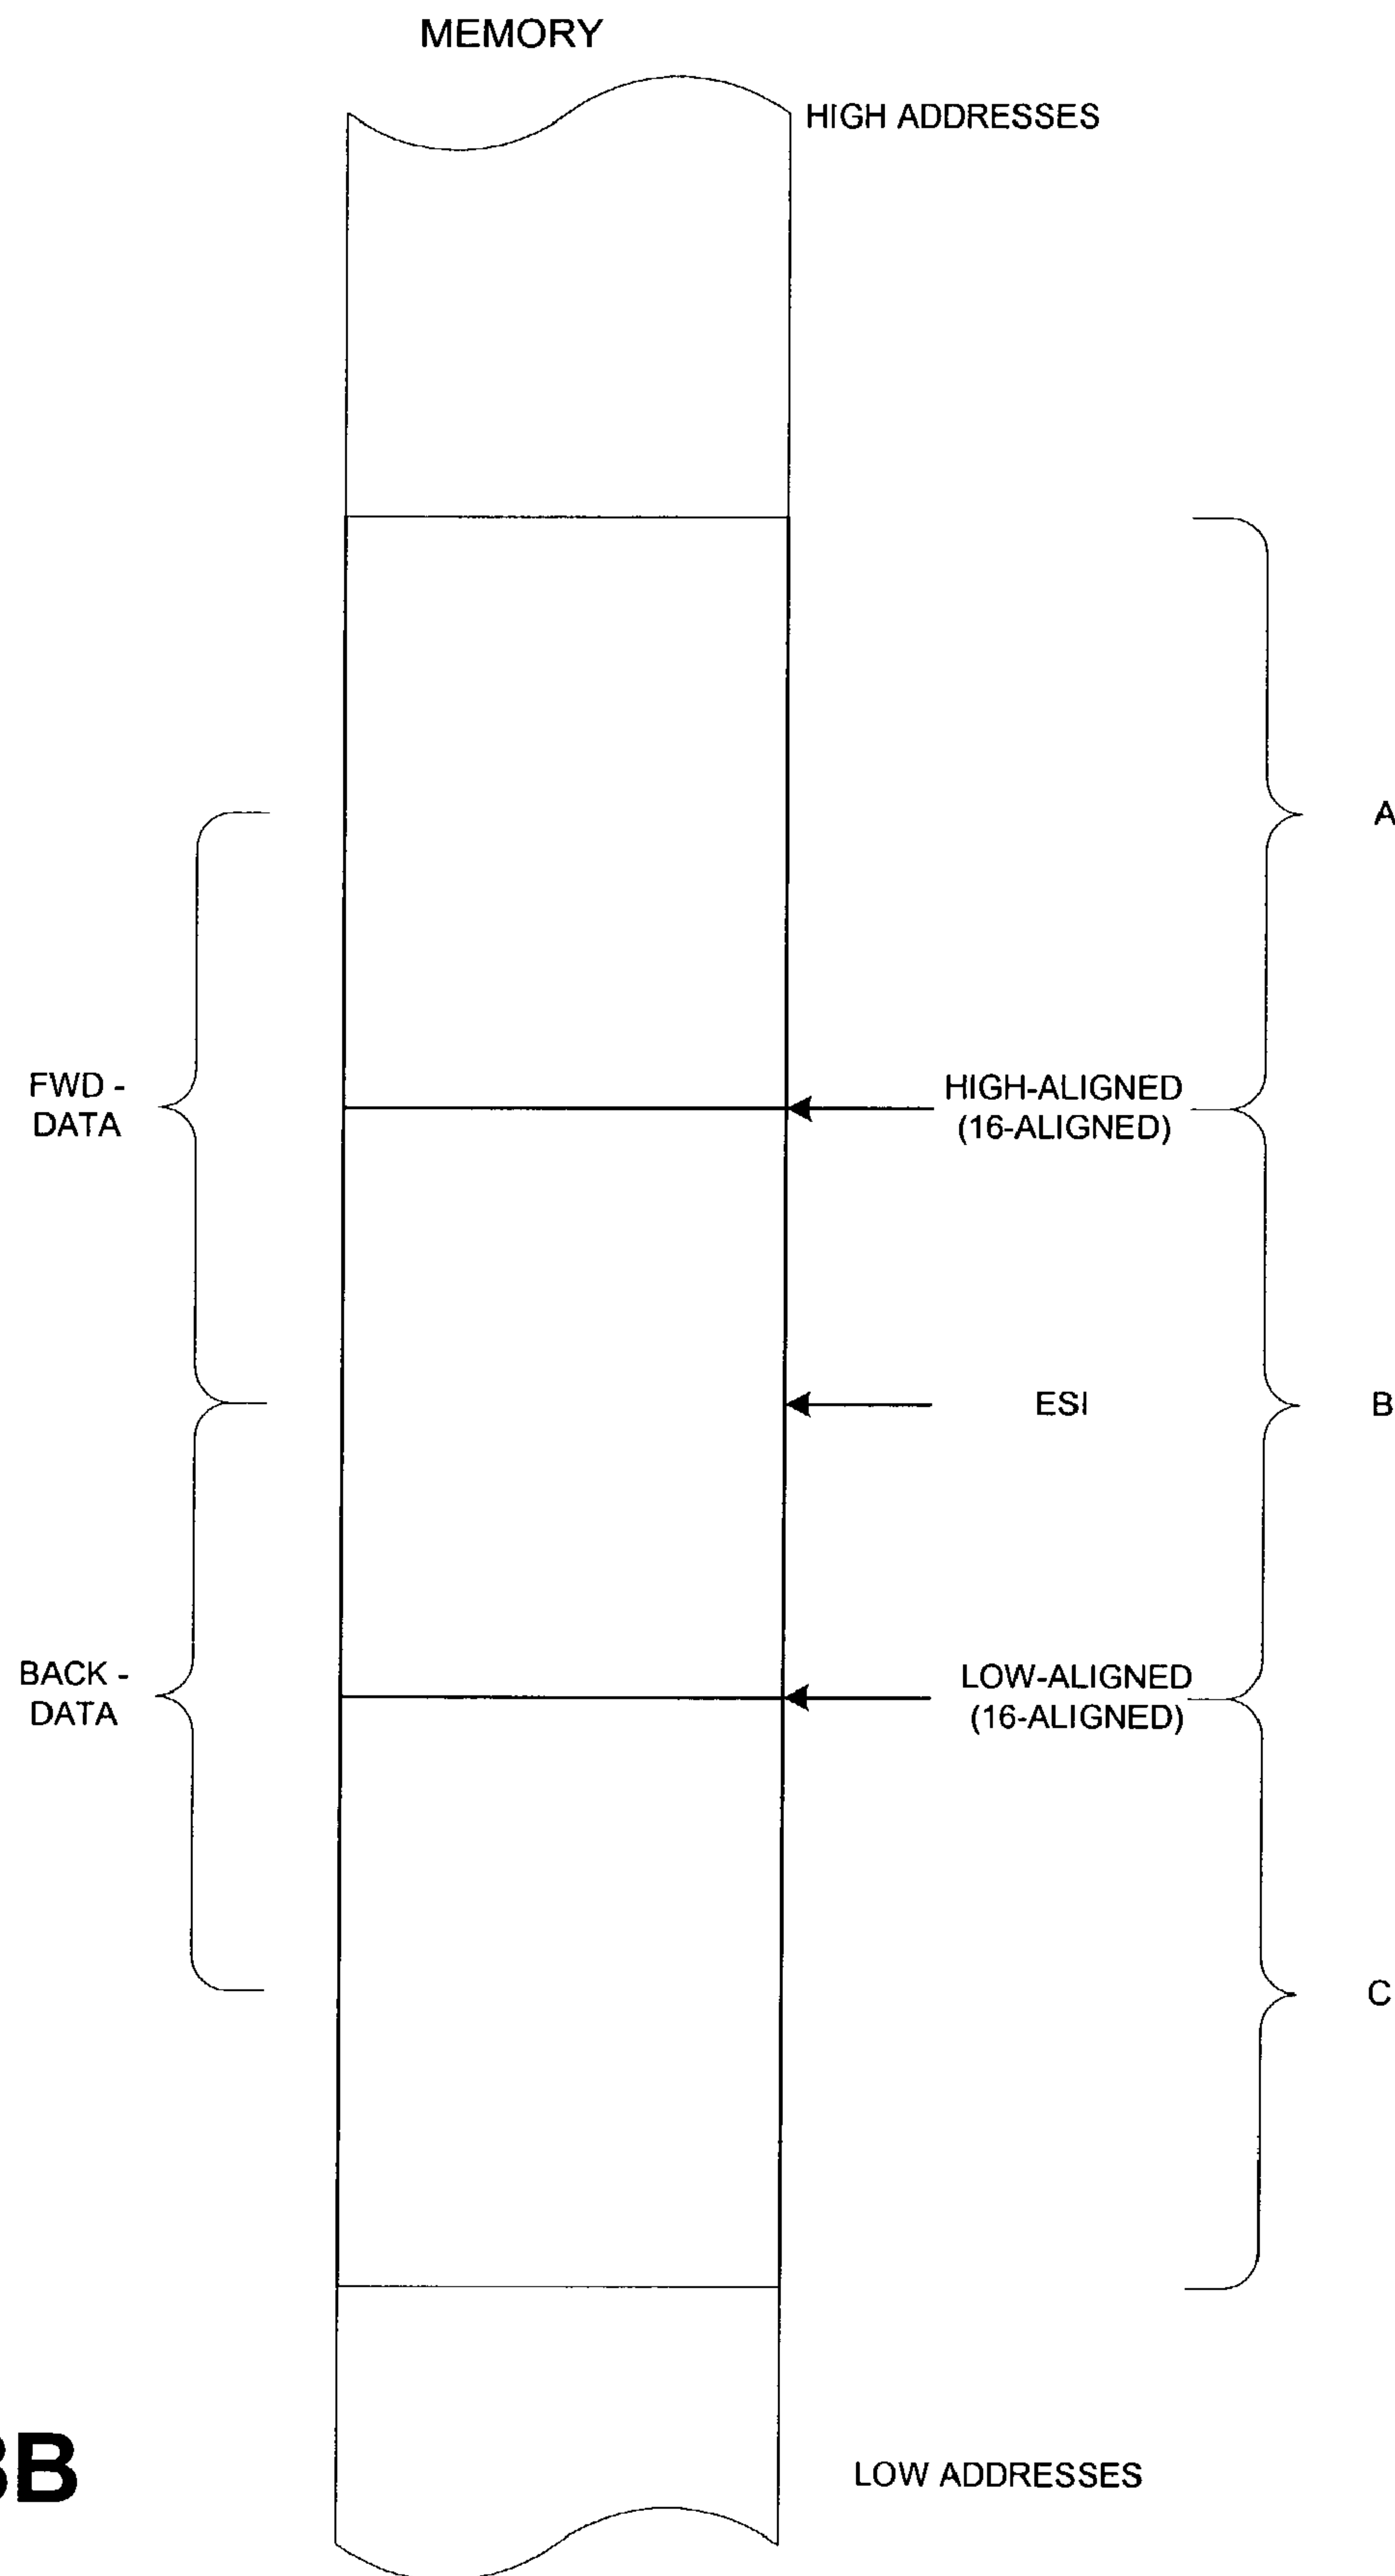 MEMORY
HIGH ADDRESSES
A
FWD -
DATA
HIGH-ALIGNED
(16-ALIGNED)
ESI
B
BACK -
DATA
LOW-ALIGNED
(16-ALIGNED)
C
LOW ADDRESSES